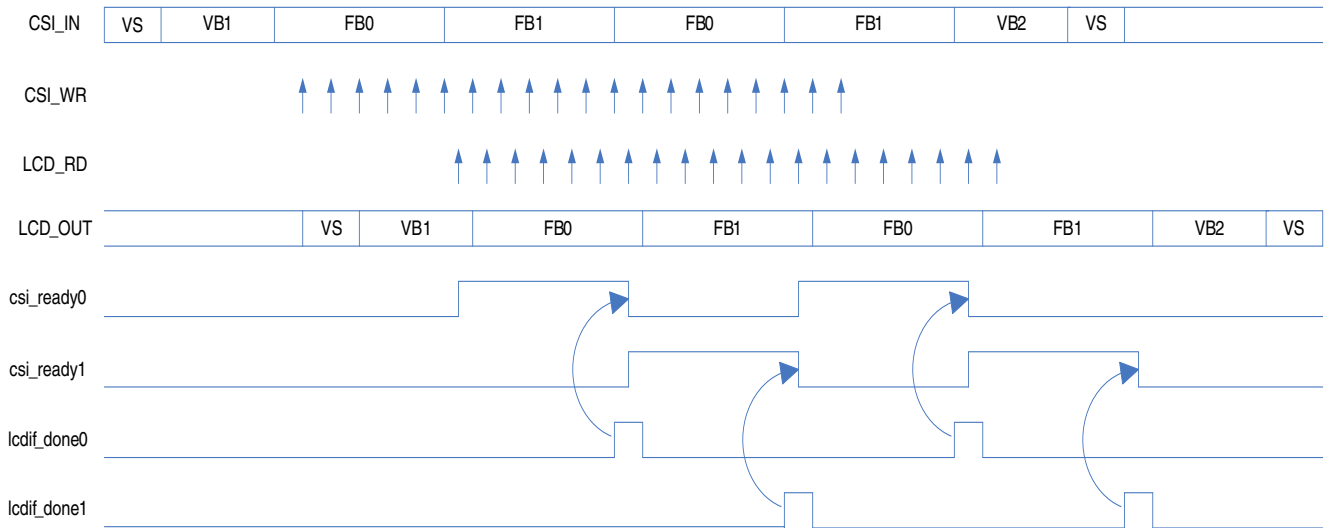 CSI_IN VS VB1 FB0 FB1 FB0 FB1 VB2 VS
CSI_WR
LCD_RD
LCD_OUT VS VB1 FB0 FB1 FB0 FB1 VB2 VS
csi_ready0
csi_ready1
lcdif_done0
lcdif_done1